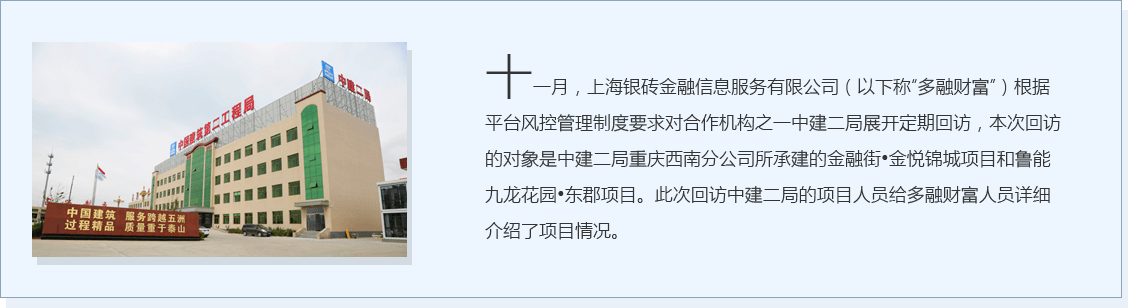 中国建筑第二工程局
中建二局
中国建筑 服务跨越五洲
过程精品 质量重于泰山
十一月，上海银砖金融信息服务有限公司（以下称“多融财富”）根据
平台风控管理制度要求对合作机构之一中建二局展开定期回访，本次回访
的对象是中建二局重庆西南分公司所承建的金融街•金悦锦城项目和鲁能
九龙花园•东郡项目。此次回访中建二局的项目人员给多融财富人员详细
介绍了项目情况。